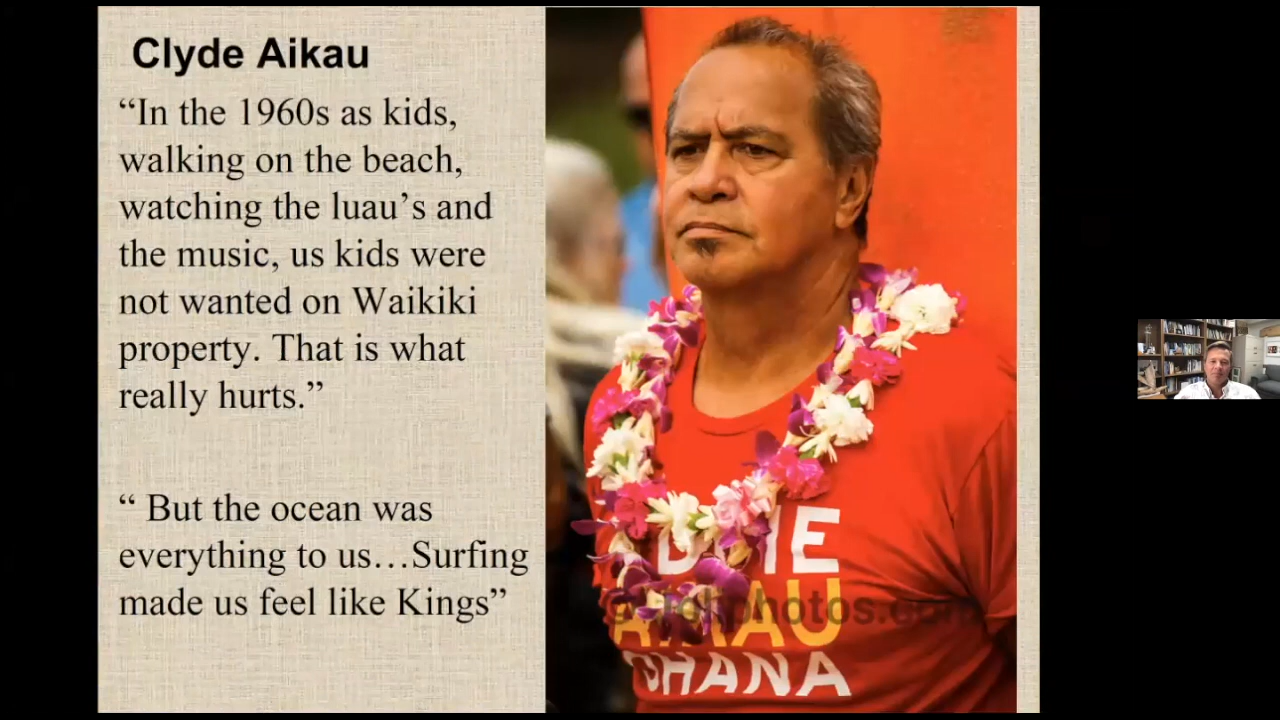 Clyde Aikau
“In the 1960s as kids,
walking on the beach,
watching the luau’s and
the music, us kids were
not wanted on Waikiki
property. That is what
really hurts.”
“ But the ocean was
everything to us…Surfing
made us feel like Kings”
AIKAU
OHANA